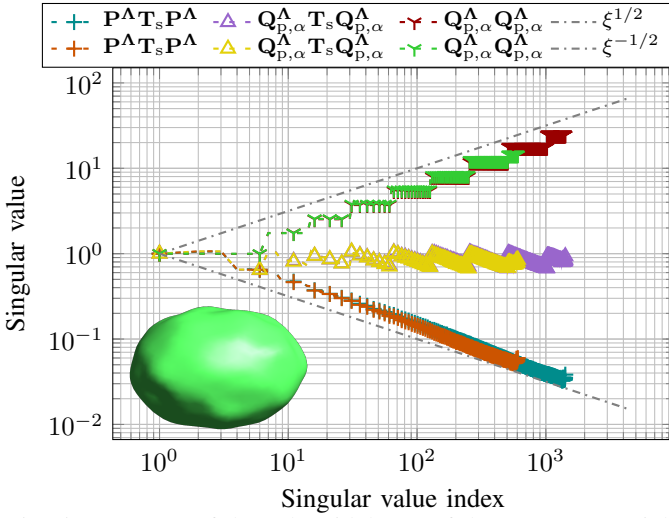 P^Λ T_s P^Λ Q^Λ_{p,α} T_s Q^Λ_{p,α} Q^Λ_{p,α} Q^Λ_{p,α} ξ^{1/2}
P^Λ T_s P^Λ Q^Λ_{p,α} T_s Q^Λ_{p,α} Q^Λ_{p,α} Q^Λ_{p,α} ξ^{−1/2}
10^2
10^1
10^0
10^{−1}
10^{−2}
Singular value
10^0 10^1 10^2 10^3
Singular value index